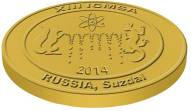 XIII ICMSA
2014
RUSSIA, Suzdal